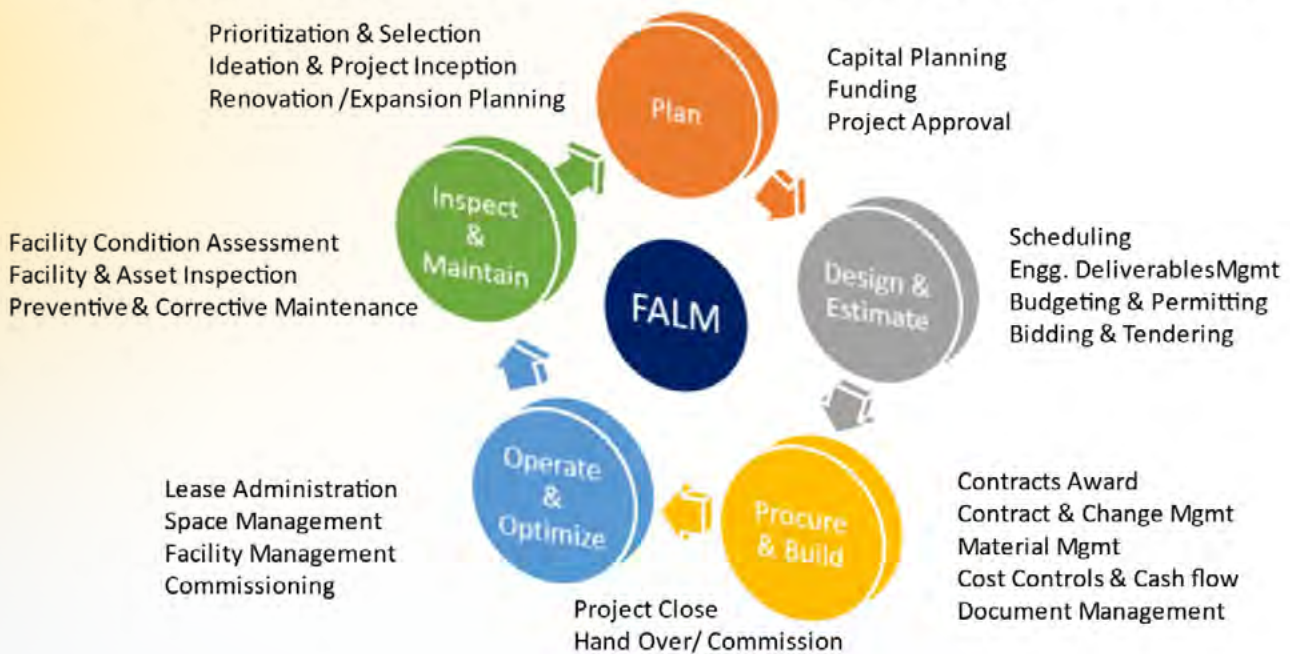 Prioritization & Selection
Ideation & Project Inception
Renovation /Expansion Planning
Plan
Capital Planning
Funding
Project Approval
Inspect
&
Maintain
Facility Condition Assessment
Facility & Asset Inspection
Preventive & Corrective Maintenance
FALM
Design &
Estimate
Scheduling
Engg. DeliverablesMgmt
Budgeting & Permitting
Bidding & Tendering
Operate
&
Optimize
Lease Administration
Space Management
Facility Management
Commissioning
Procure
& Build
Contracts Award
Contract & Change Mgmt
Material Mgmt
Cost Controls & Cash flow
Document Management
Project Close
Hand Over/ Commission